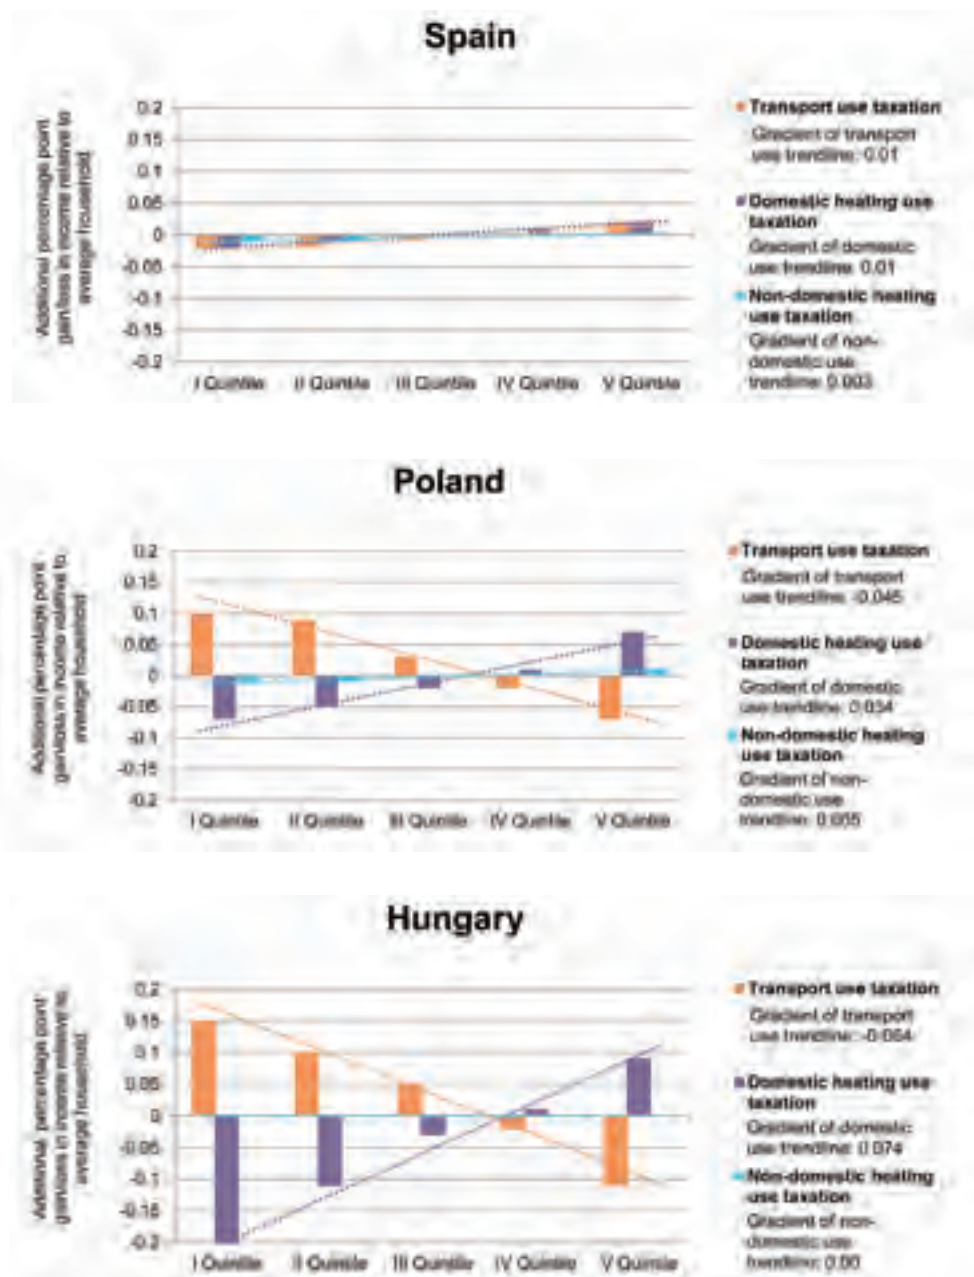 Spain
Additional percentage point
gain/loss in income relative to
average household
0.2
0.15
0.1
0.05
0
-0.05
-0.1
-0.15
-0.2
I Quintile II Quintile III Quintile IV Quintile V Quintile
Transport use taxation
Gradient of transport
use trendline: 0.01
Domestic heating use
taxation
Gradient of domestic
use trendline: 0.01
Non-domestic heating
use taxation
Gradient of non-
domestic use
trendline: 0.003
Poland
Additional percentage point
gain/loss in income relative to
average household
0.2
0.15
0.1
0.05
0
-0.05
-0.1
-0.15
-0.2
I Quintile II Quintile III Quintile IV Quintile V Quintile
Transport use taxation
Gradient of transport
use trendline: -0.045
Domestic heating use
taxation
Gradient of domestic
use trendline: 0.034
Non-domestic heating
use taxation
Gradient of non-
domestic use
trendline:
Hungary
Additional percentage point
gain/loss in income relative to
average household
0.2
0.15
0.1
0.05
0
-0.05
-0.1
-0.15
-0.2
I Quintile II Quintile III Quintile IV Quintile V Quintile
Transport use taxation
Gradient of transport
use trendline: -0.064
Domestic heating use
taxation
Gradient of domestic
use trendline: 0.074
Non-domestic heating
use taxation
Gradient of non-
domestic use
trendline: 0.00